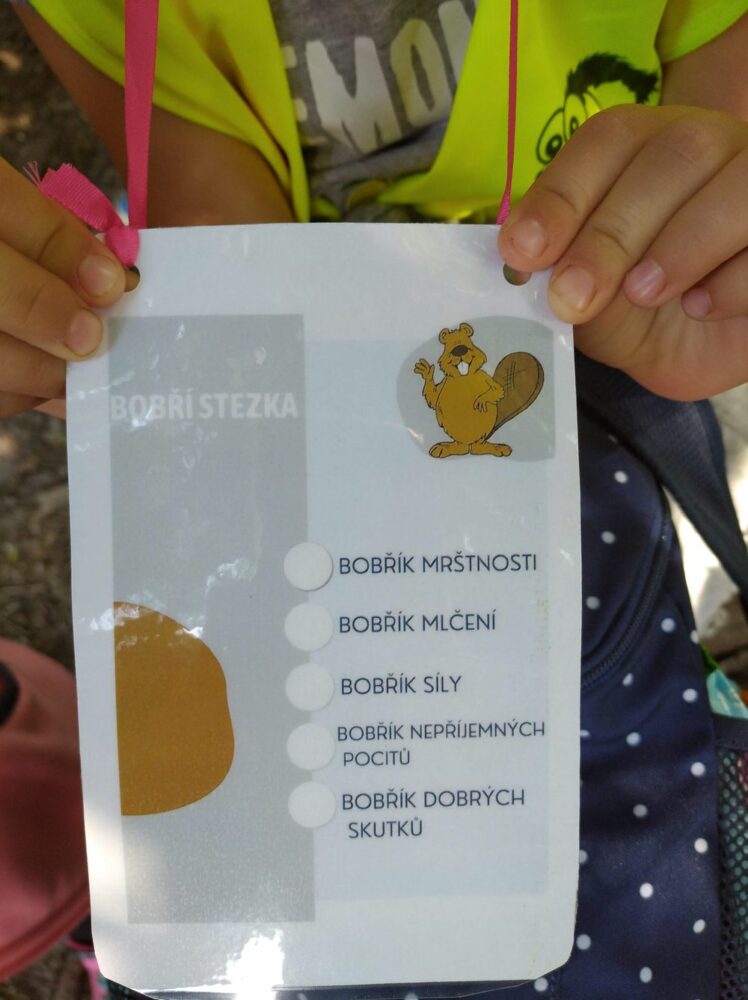 BOBŘÍ STEZKA
BOBŘÍK MRŠTNOSTI
BOBŘÍK MLČENÍ
BOBŘÍK SÍLY
BOBŘÍK NEPŘÍJEMNÝCH
POCITŮ
BOBŘÍK DOBRÝCH
SKUTKŮ